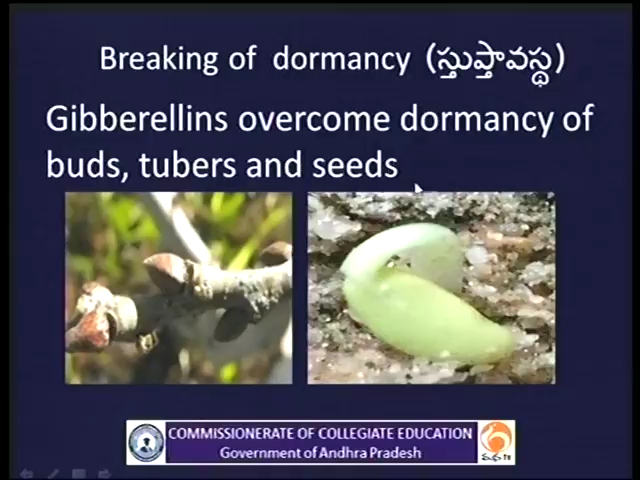 Breaking of dormancy (స్తుప్తావస్థ)
Gibberellins overcome dormancy of
buds, tubers and seeds
COMMISSIONERATE OF COLLEGIATE EDUCATION
Government of Andhra Pradesh